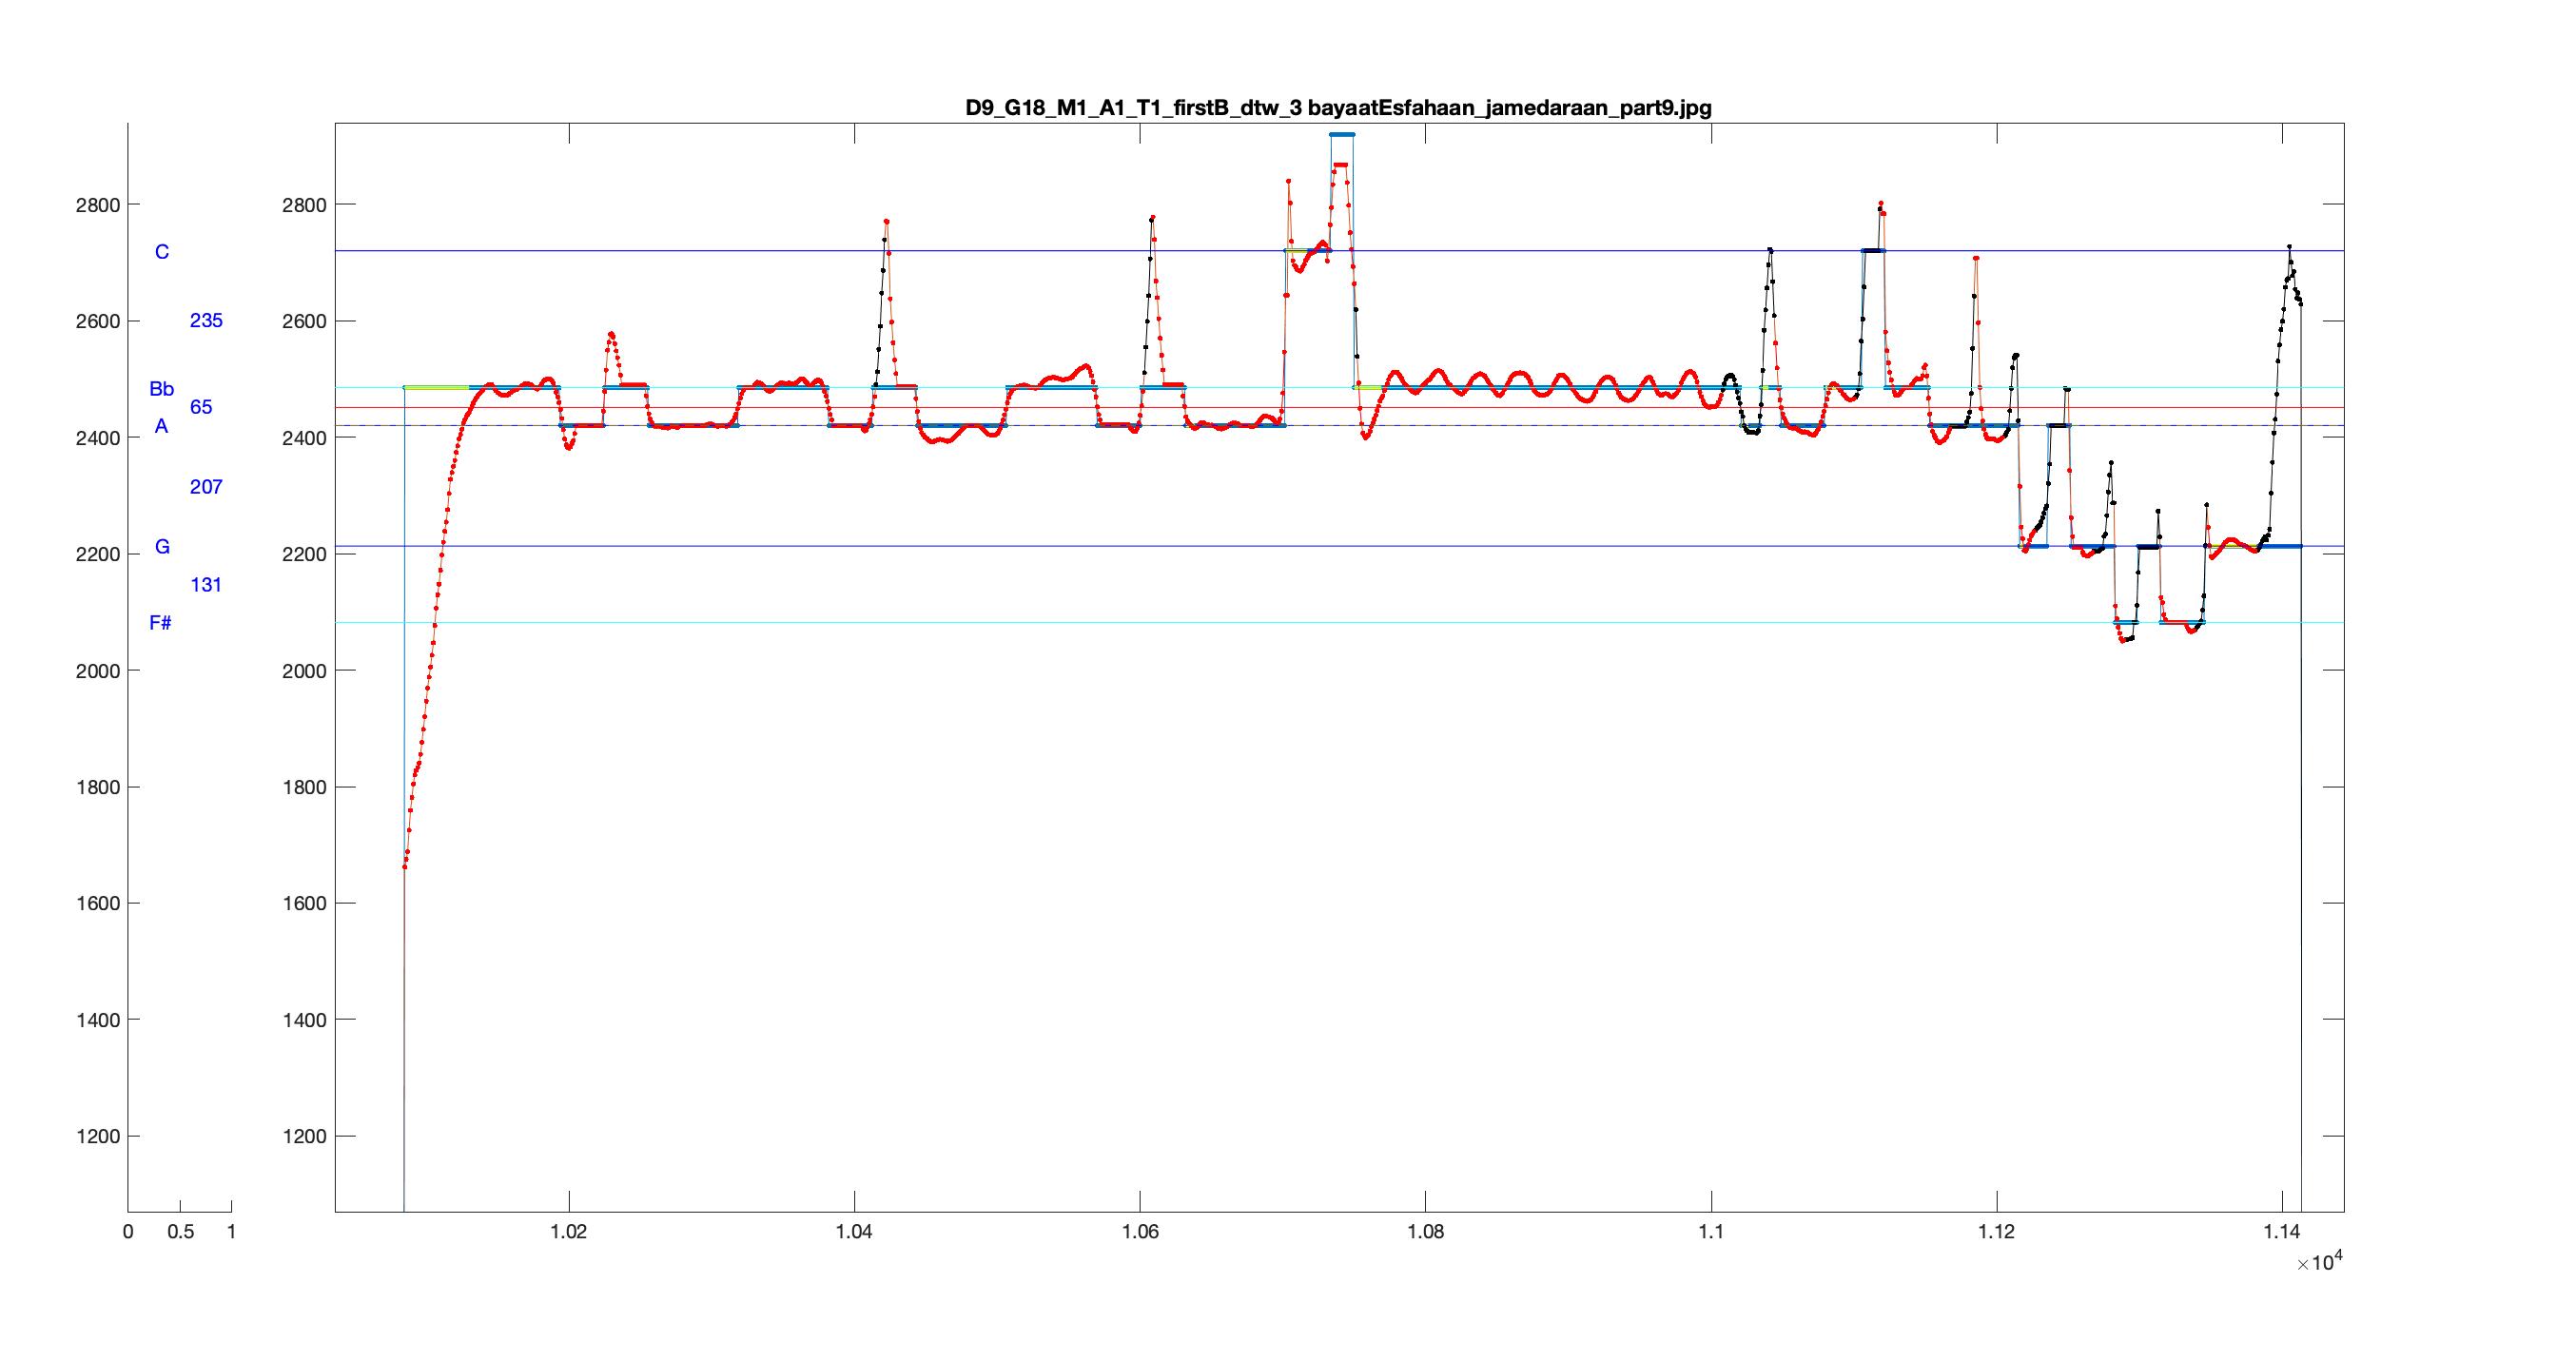 D9_G18_M1_A1_T1_firstB_dtw_3 bayaatEsfahaan_jamedaraan_part9.jpg
2800 2800
C
2600 235 2600
Bb
65
A
2400 2400
207
G
2200 2200
131
F#
2000 2000
1800 1800
1600 1600
1400 1400
1200 1200
0 0.5 1 1.02 1.04 1.06 1.08 1.1 1.12 1.14
×10⁴